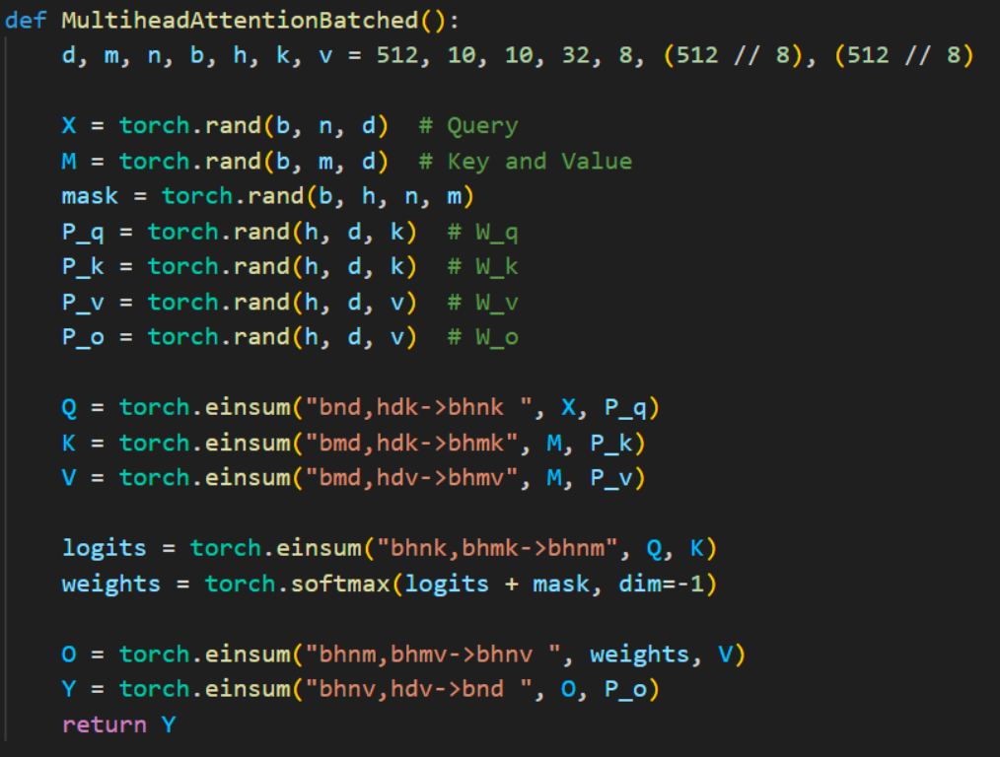 def MultiheadAttentionBatched():
    d, m, n, b, h, k, v = 512, 10, 10, 32, 8, (512 // 8), (512 // 8)

    X = torch.rand(b, n, d)  # Query
    M = torch.rand(b, m, d)  # Key and Value
    mask = torch.rand(b, h, n, m)
    P_q = torch.rand(h, d, k)  # W_q
    P_k = torch.rand(h, d, k)  # W_k
    P_v = torch.rand(h, d, v)  # W_v
    P_o = torch.rand(h, d, v)  # W_o

    Q = torch.einsum("bnd,hdk->bhnk ", X, P_q)
    K = torch.einsum("bmd,hdk->bhmk", M, P_k)
    V = torch.einsum("bmd,hdv->bhmv", M, P_v)

    logits = torch.einsum("bhnk,bhmk->bhnm", Q, K)
    weights = torch.softmax(logits + mask, dim=-1)

    O = torch.einsum("bhnm,bhmv->bhnv ", weights, V)
    Y = torch.einsum("bhnv,hdv->bnd ", O, P_o)
    return Y